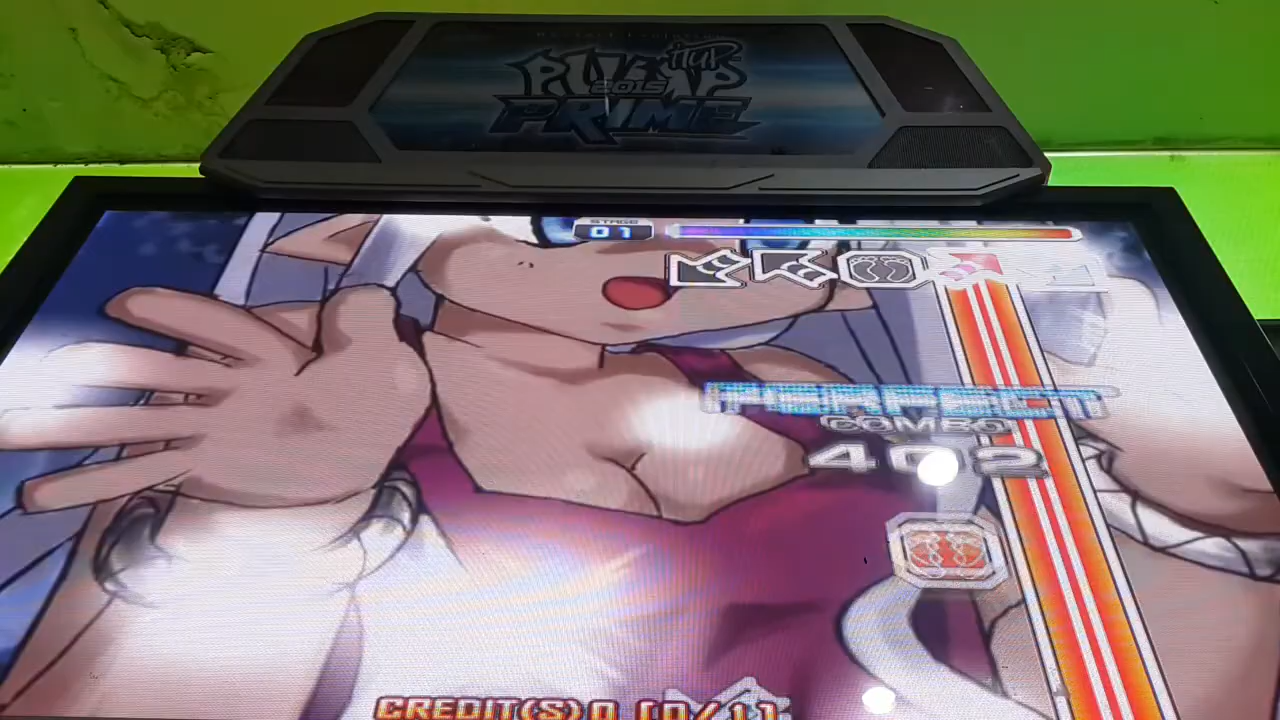 PUMP
it UP
2015
PRIME
STAGE
01
PERFECT
COMBO
402
CREDIT(S) 0 [0/1]